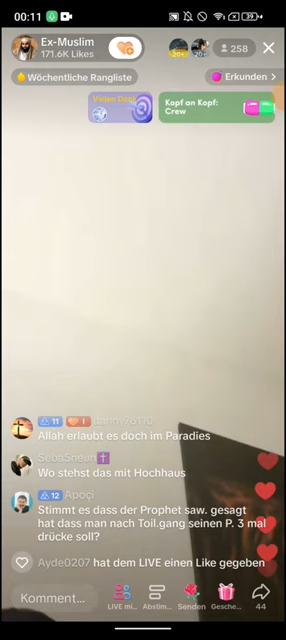 00:11
39
Ex-Muslim
171.6K Likes
20+
20+
258
Wöchentliche Rangliste
Erkunden >
Vielen Dank
Kopf an Kopf:
Crew
11
1
danny76110
Allah erlaubt es doch im Paradies
SebaSnean
Wo stehst das mit Hochhaus
12 Apoçi
Stimmt es dass der Prophet saw. gesagt
hat dass man nach Toil.gang seinen P. 3 mal
drücke soll?
Ayde0207 hat dem LIVE einen Like gegeben
Komment...
LIVE mi...
Abstim...
Senden
Gesche...
44